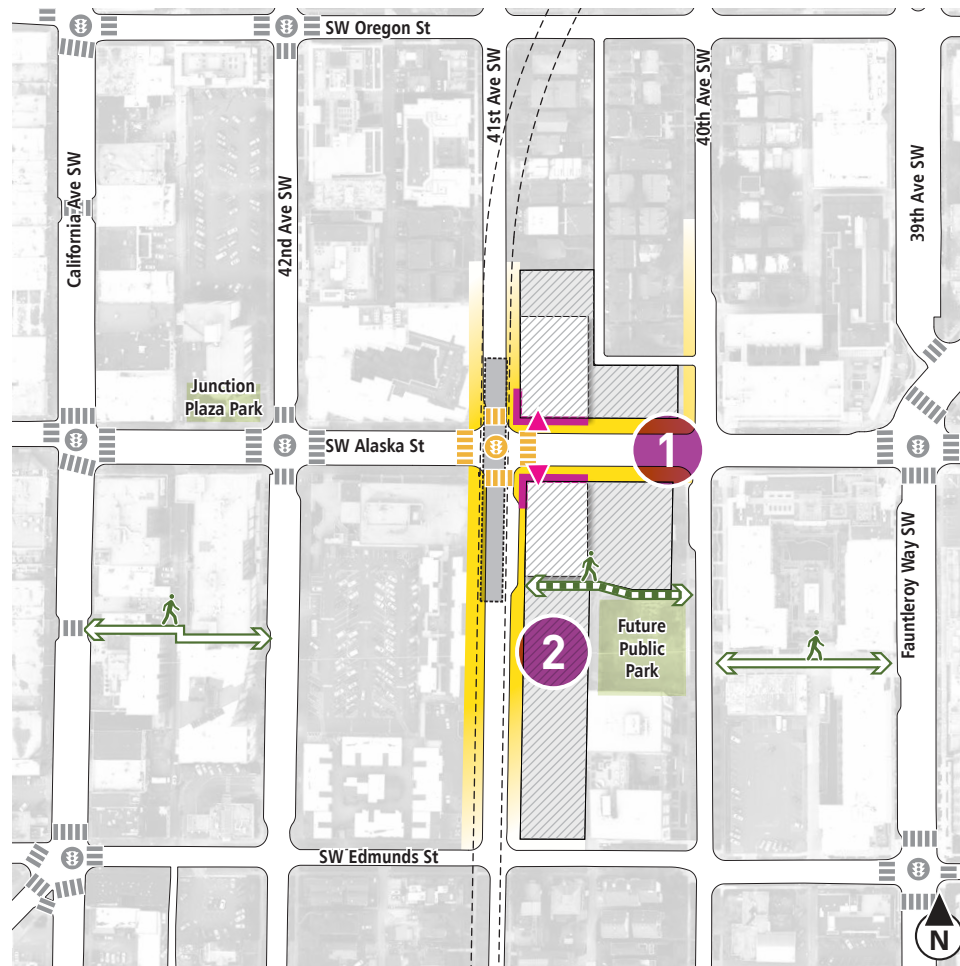 SW Oregon St
41st Ave SW
40th Ave SW
California Ave SW
42nd Ave SW
39th Ave SW
Junction
Plaza Park
SW Alaska St
1
Fauntleroy Way SW
2
Future
Public
Park
SW Edmunds St
N